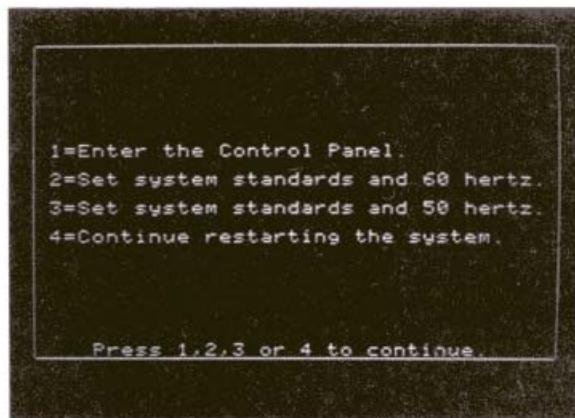 1=Enter the Control Panel.
2=Set system standards and 60 hertz.
3=Set system standards and 50 hertz.
4=Continue restarting the system.
Press 1,2,3 or 4 to continue.